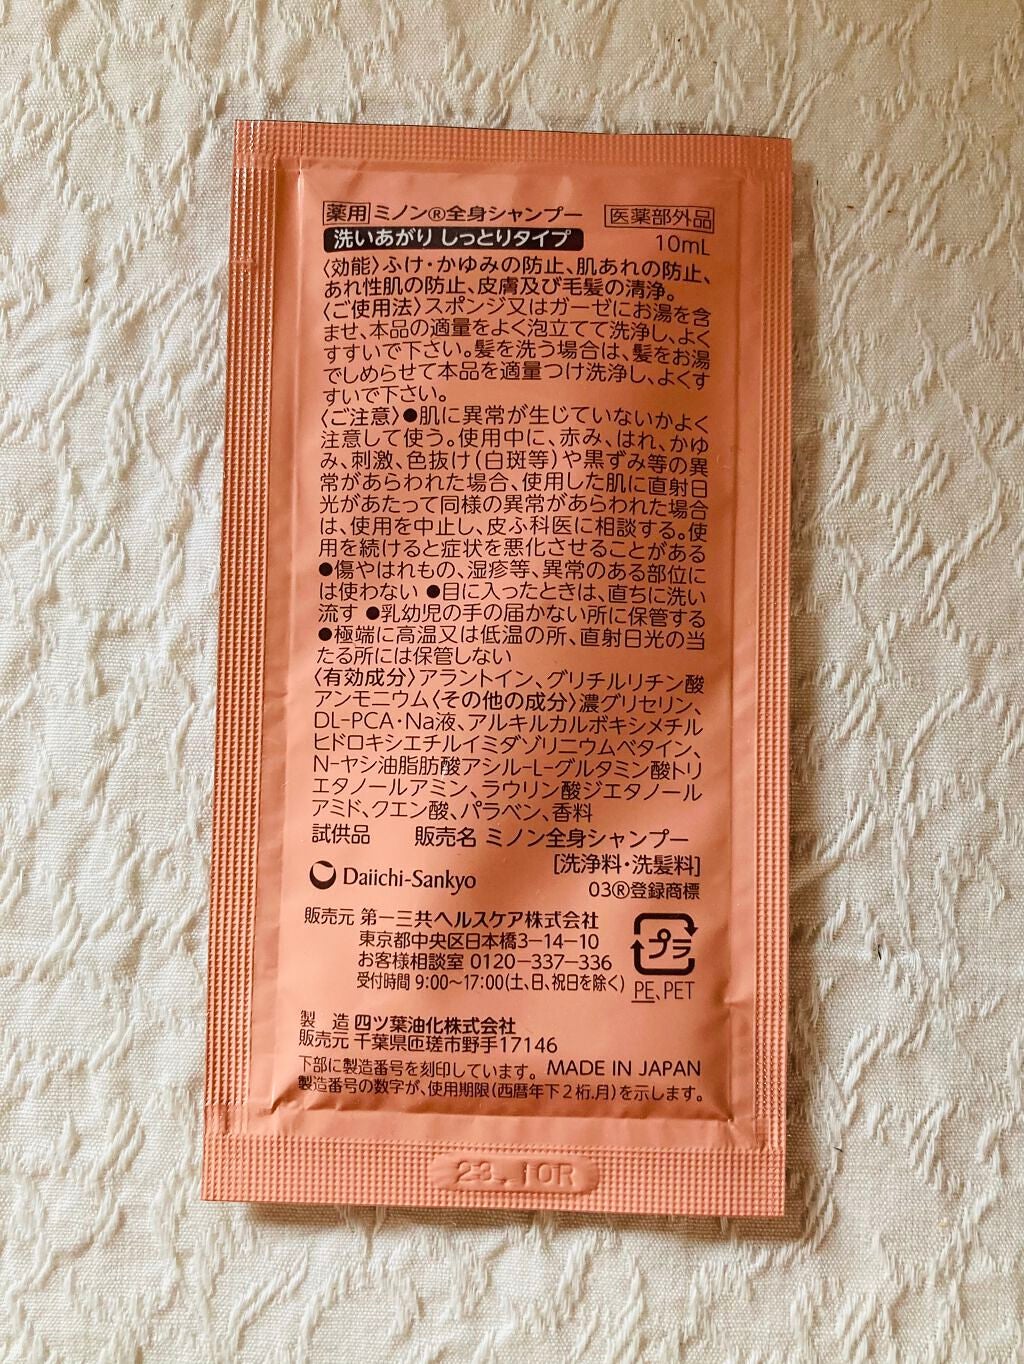 薬用 ミノン®全身シャンプー 医薬部外品
洗いあがり しっとりタイプ 10mL
〈効能〉ふけ・かゆみの防止、肌あれの防止、
あれ性肌の防止、皮膚及び毛髪の清浄。
〈ご使用法〉スポンジ又はガーゼにお湯を含
ませ、本品の適量をよく泡立てて洗浄し、よく
すすいで下さい。髪を洗う場合は、髪をお湯
でしめらせて本品を適量つけ洗浄し、よくす
すいで下さい。
〈ご注意〉●肌に異常が生じていないかよく
注意して使う。使用中に、赤み、はれ、かゆ
み、刺激、色抜け(白斑等)や黒ずみ等の異
常があらわれた場合、使用した肌に直射日
光があたって同様の異常があらわれた場合
は、使用を中止し、皮ふ科医に相談する。使
用を続けると症状を悪化させることがある
●傷やはれもの、湿疹等、異常のある部位に
は使わない ●目に入ったときは、直ちに洗い
流す ●乳幼児の手の届かない所に保管する
●極端に高温又は低温の所、直射日光の当
たる所には保管しない
〈有効成分〉アラントイン、グリチルリチン酸
アンモニウム〈その他の成分〉濃グリセリン、
DL-PCA・Na液、アルキルカルボキシメチル
ヒドロキシエチルイミダゾリニウムベタイン、
N-ヤシ油脂肪酸アシル-L-グルタミン酸トリ
エタノールアミン、ラウリン酸ジエタノール
アミド、クエン酸、パラベン、香料
試供品 販売名 ミノン全身シャンプー
[洗浄料・洗髪料]
Daiichi-Sankyo 03®登録商標
販売元 第一三共ヘルスケア株式会社
東京都中央区日本橋3-14-10
お客様相談室 0120-337-336
受付時間 9:00〜17:00(土、日、祝日を除く)
プラ
PE、PET
製造 四ツ葉油化株式会社
販売元 千葉県匝瑳市野手17146
下部に製造番号を刻印しています。 MADE IN JAPAN
製造番号の数字が、使用期限(西暦年下2桁.月)を示します。
23.10R